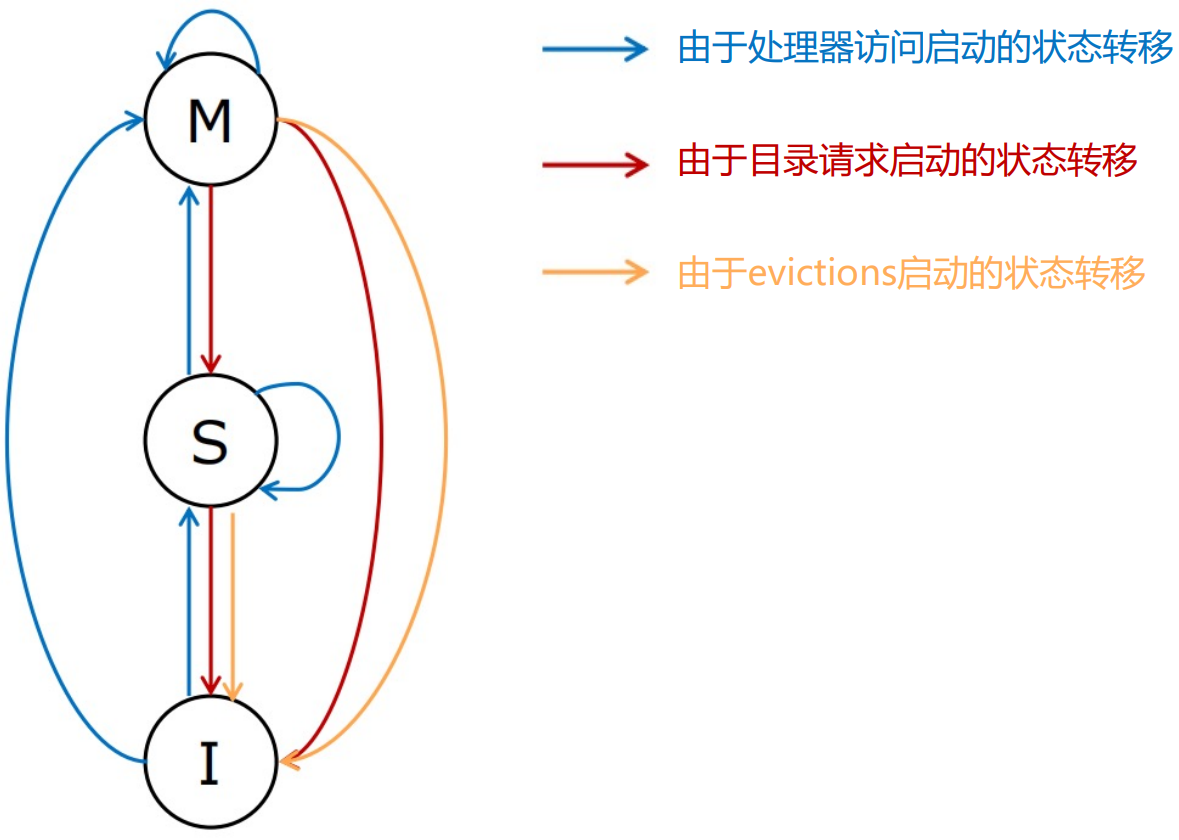 M
由于处理器访问启动的状态转移
由于目录请求启动的状态转移
由于evictions启动的状态转移
S
I